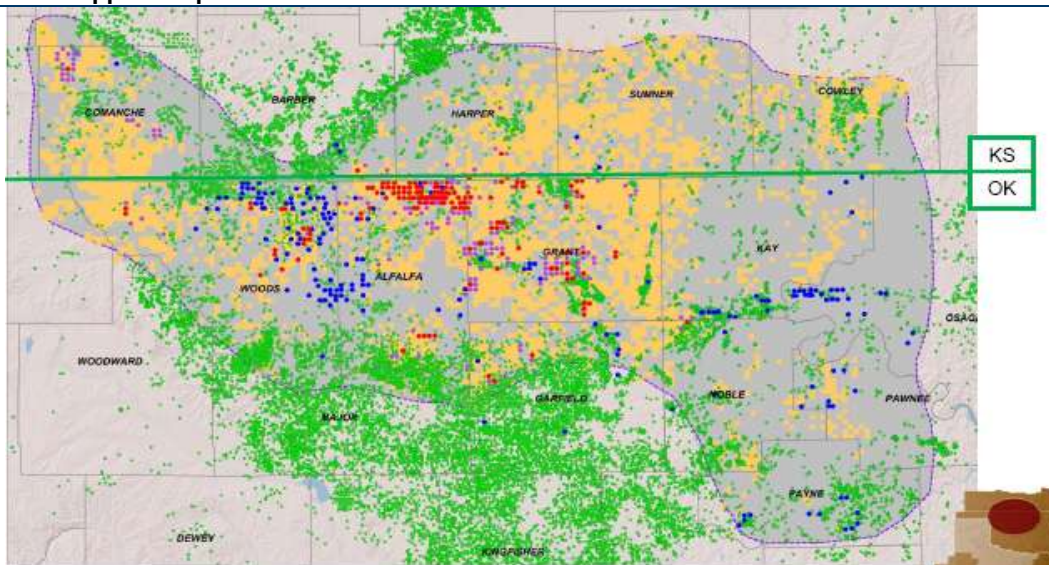 COMANCHE
BARBER
HARPER
SUMNER
COWLEY
KS
OK
WOODS
ALFALFA
GRANT
KAY
OSAGE
WOODWARD
MAJOR
GARFIELD
NOBLE
PAWNEE
PAYNE
DEWEY
KINGFISHER